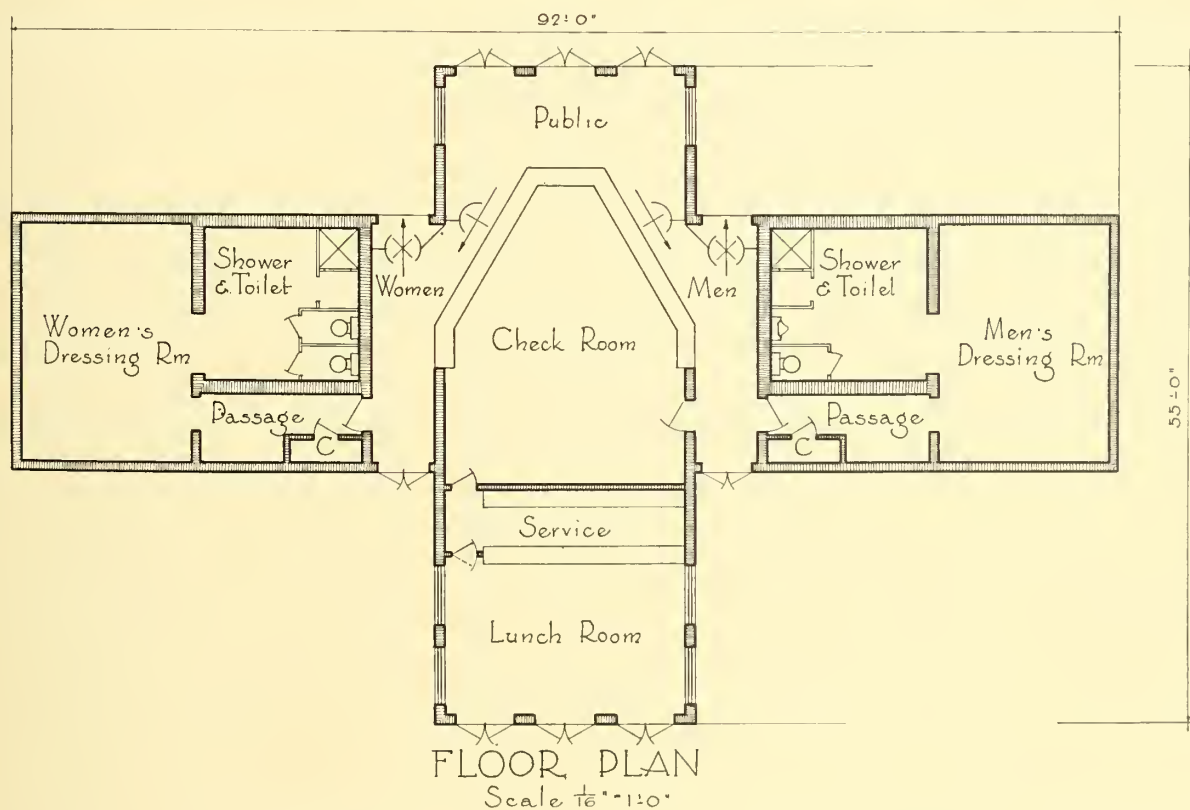 92'-0"
Public
Shower
& Toilet
Women
Men
Shower
& Toilet
Women's
Dressing Rm
Check Room
Men's
Dressing Rm
55'-0"
Passage
C
Passage
C
Service
Lunch Room
FLOOR PLAN
Scale 1/16" = 1'-0"